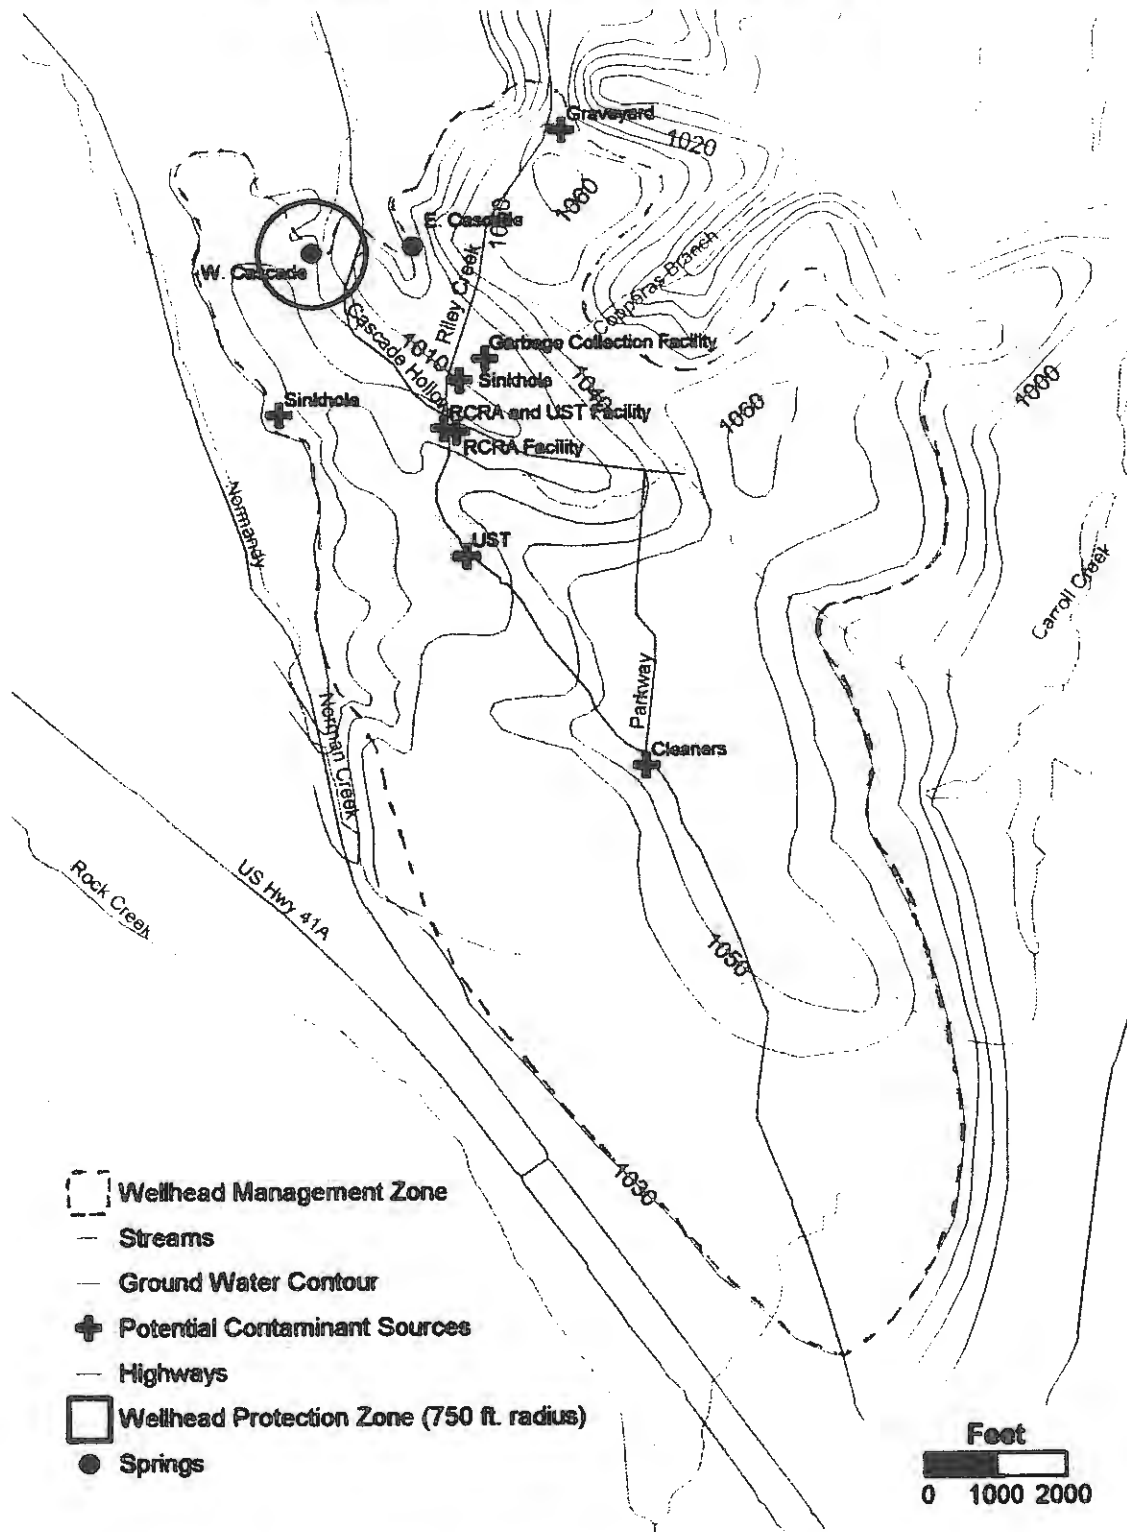 Graveyard
1020
1060
E. Cascade
W. Cascade
Riley Creek
Copperas Branch
Cascade Hollow
1010
Garbage Collection Facility
Sinkhole
1040
1060
1000
Sinkhole
RCRA and UST Facility
RCRA Facility
Normandy
UST
Carroll Creek
Parkway
Norman Creek
Cleaners
Rock Creek
US Hwy 41A
1050
1030
Wellhead Management Zone
Streams
Ground Water Contour
Potential Contaminant Sources
Highways
Wellhead Protection Zone (750 ft. radius)
Springs
Feet
0 1000 2000